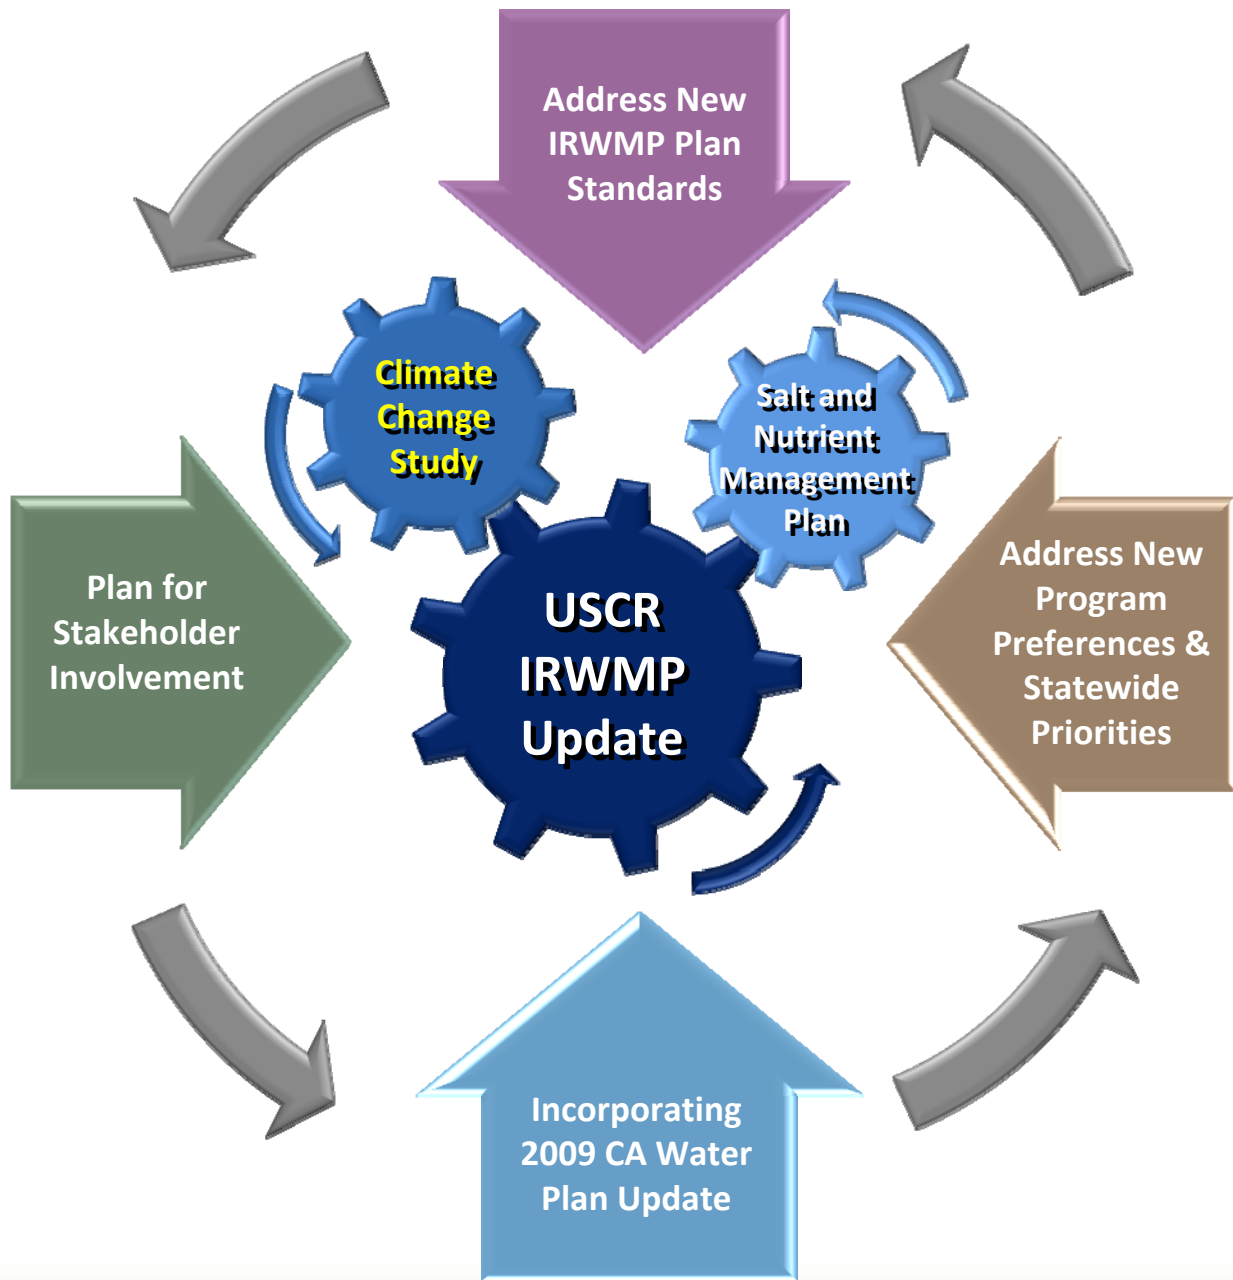 Address New
IRWMP Plan
Standards
Climate
Change
Study
Salt and
Nutrient
Management
Plan
Plan for
Stakeholder
Involvement
USCR
IRWMP
Update
Address New
Program
Preferences &
Statewide
Priorities
Incorporating
2009 CA Water
Plan Update